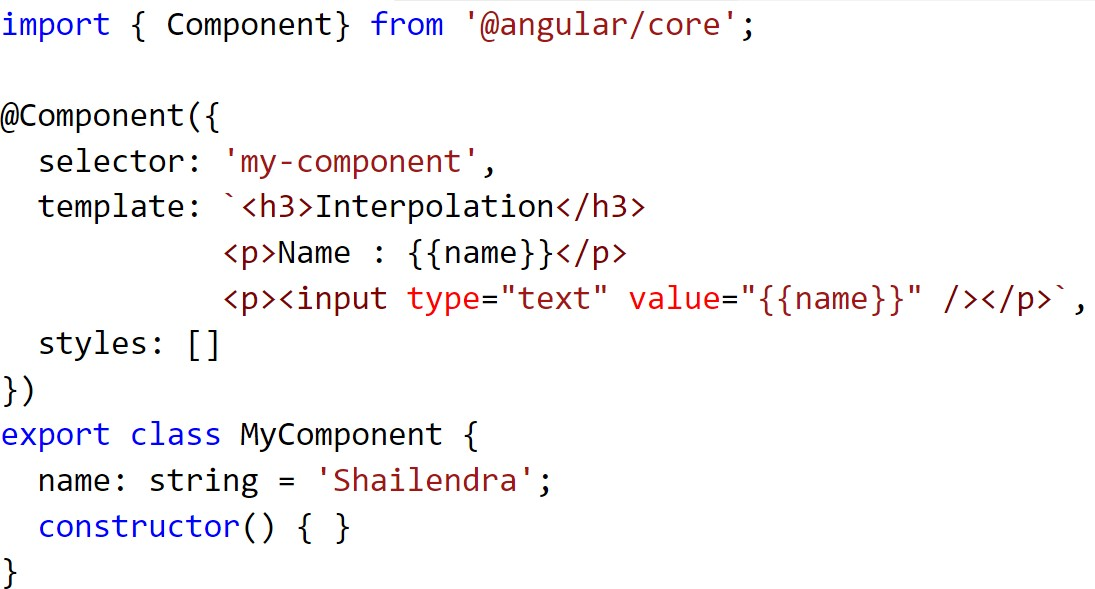 import { Component} from '@angular/core';

@Component({
  selector: 'my-component',
  template: `<h3>Interpolation</h3>
            <p>Name : {{name}}</p>
            <p><input type="text" value="{{name}}" /></p>`,
  styles: []
})
export class MyComponent {
  name: string = 'Shailendra';
  constructor() { }
}